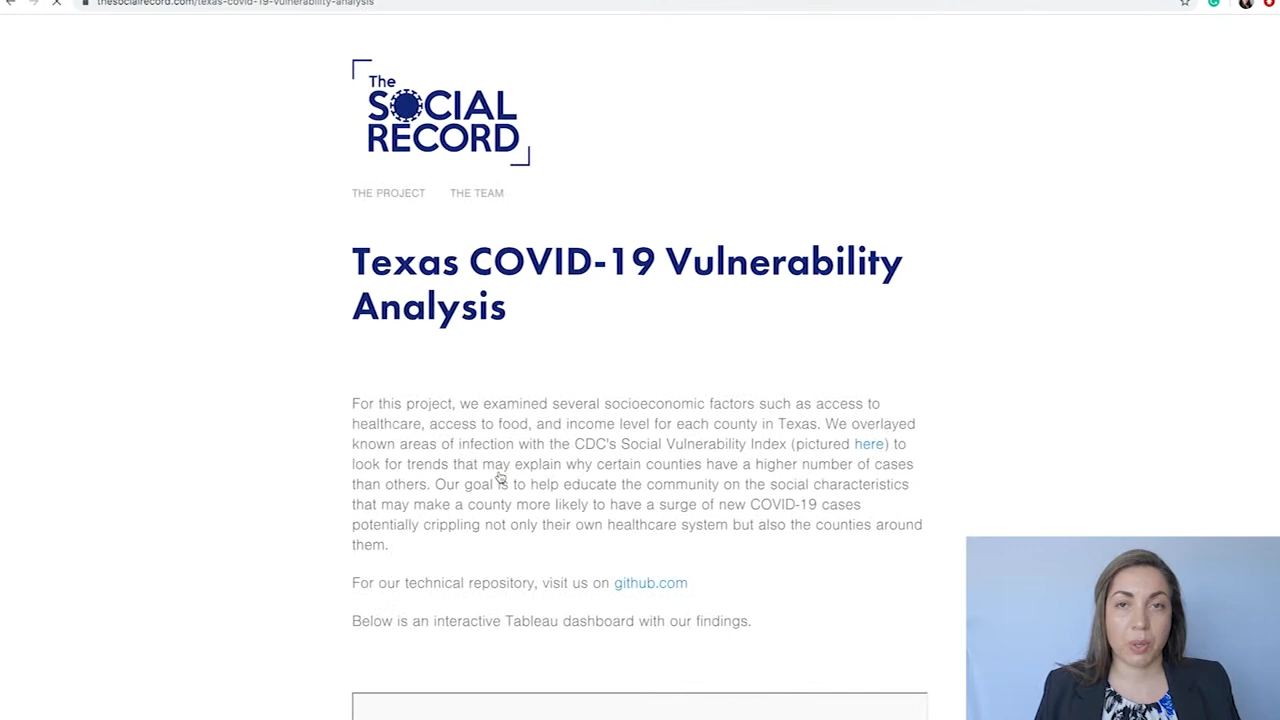 thesocialrecord.com/texas-covid-19-vulnerability-analysis
The
SOCIAL
RECORD
THE PROJECT THE TEAM
Texas COVID-19 Vulnerability
Analysis
For this project, we examined several socioeconomic factors such as access to
healthcare, access to food, and income level for each county in Texas. We overlayed
known areas of infection with the CDC's Social Vulnerability Index (pictured here) to
look for trends that may explain why certain counties have a higher number of cases
than others. Our goal is to help educate the community on the social characteristics
that may make a county more likely to have a surge of new COVID-19 cases
potentially crippling not only their own healthcare system but also the counties around
them.
For our technical repository, visit us on github.com
Below is an interactive Tableau dashboard with our findings.